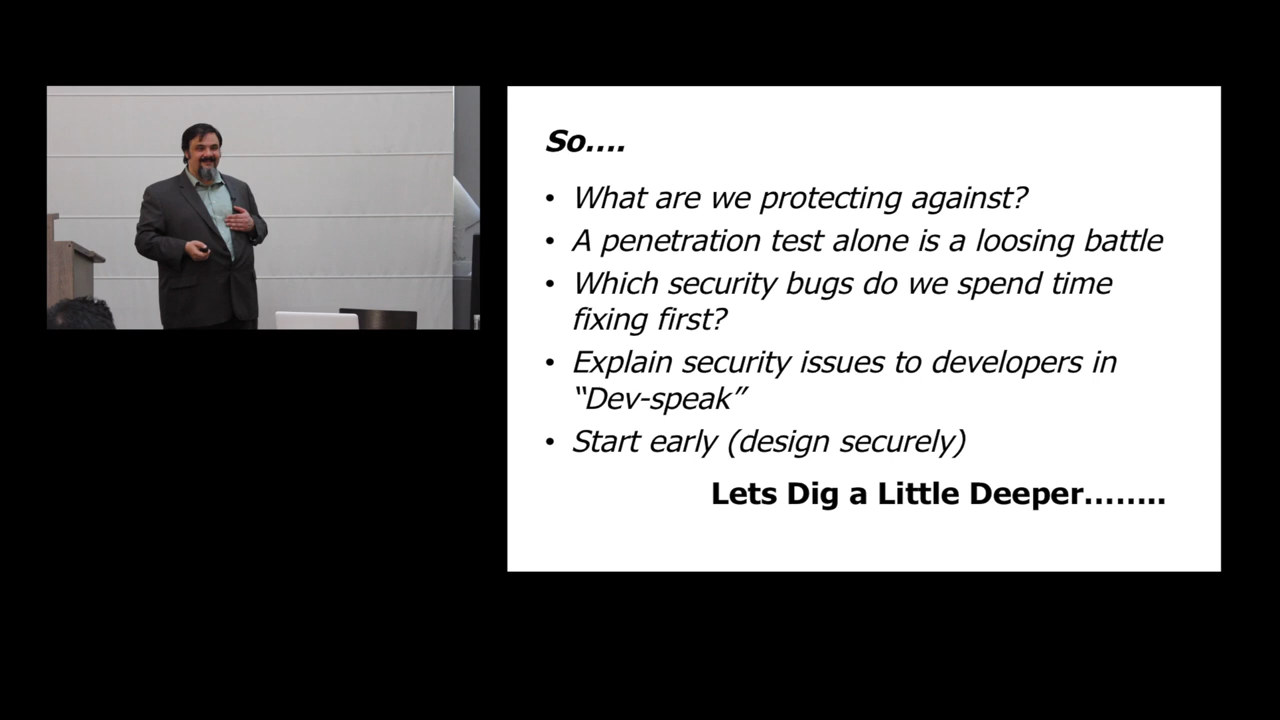 So....
• What are we protecting against?
• A penetration test alone is a loosing battle
• Which security bugs do we spend time
fixing first?
• Explain security issues to developers in
“Dev-speak”
• Start early (design securely)
Lets Dig a Little Deeper........